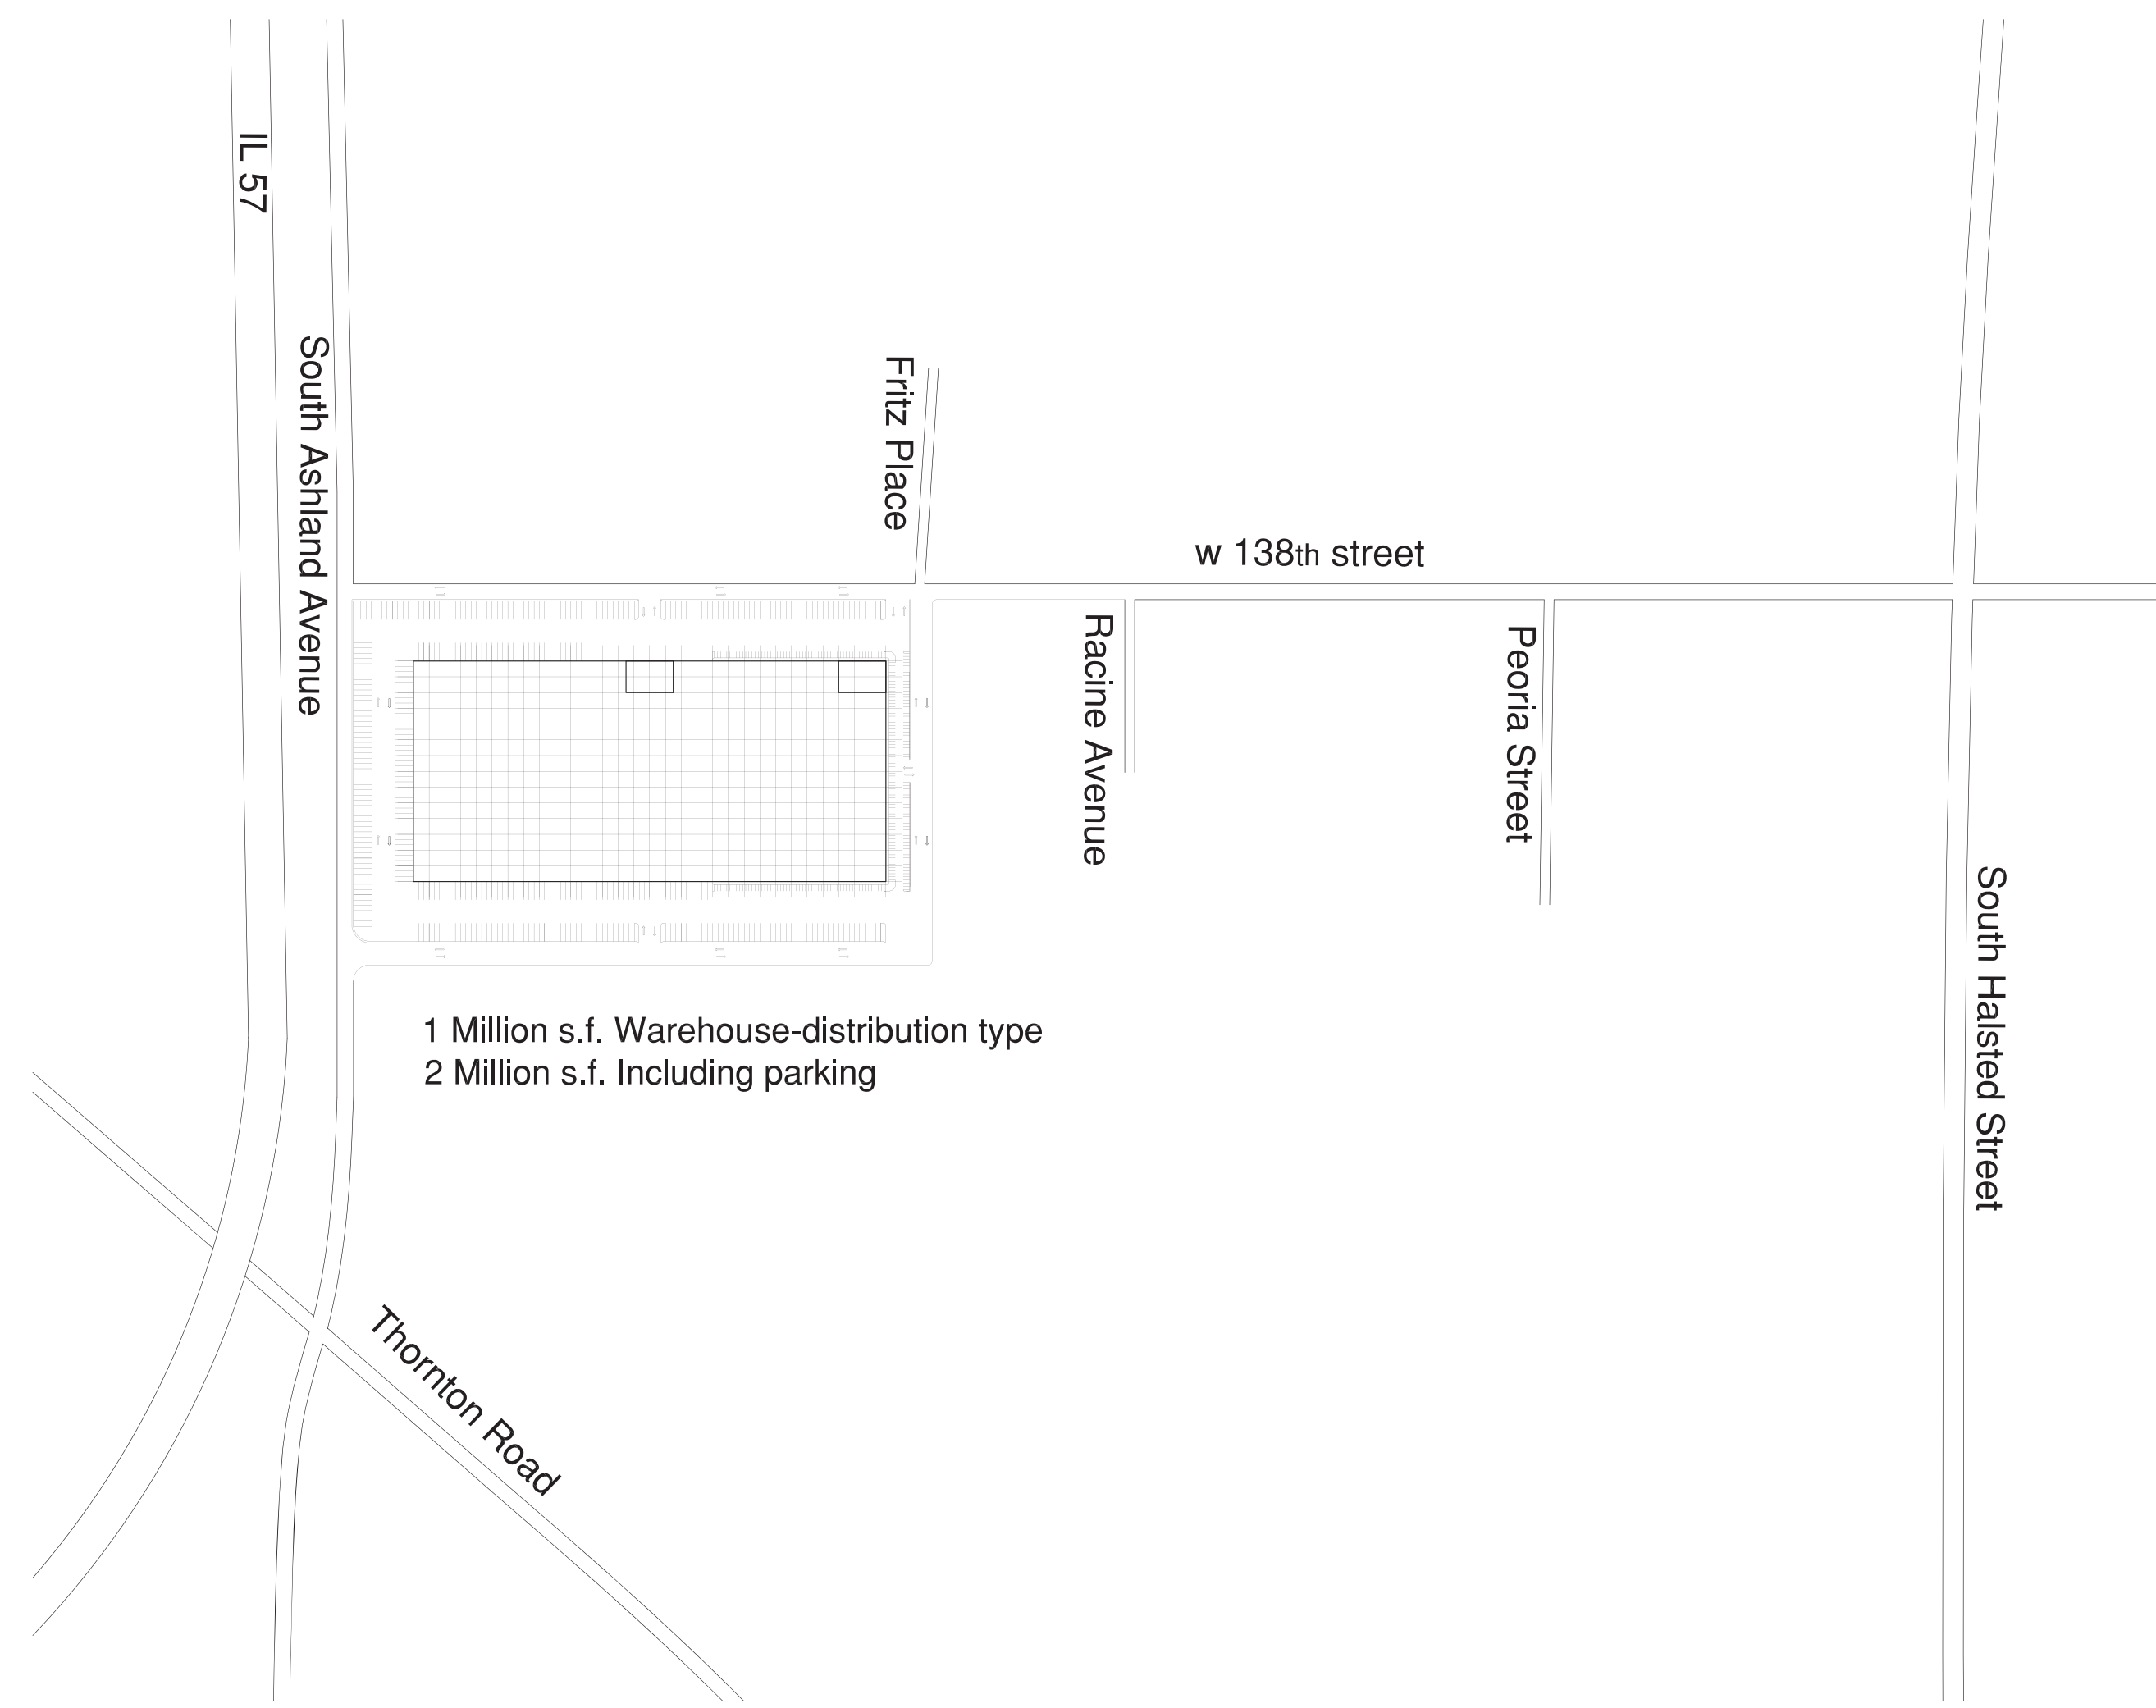 IL 57
South Ashland Avenue
Fritz Place
w 138th street
Racine Avenue
Peoria Street
South Halsted Street
1 Million s.f. Warehouse-distribution type
2 Million s.f. Including parking
Thornton Road